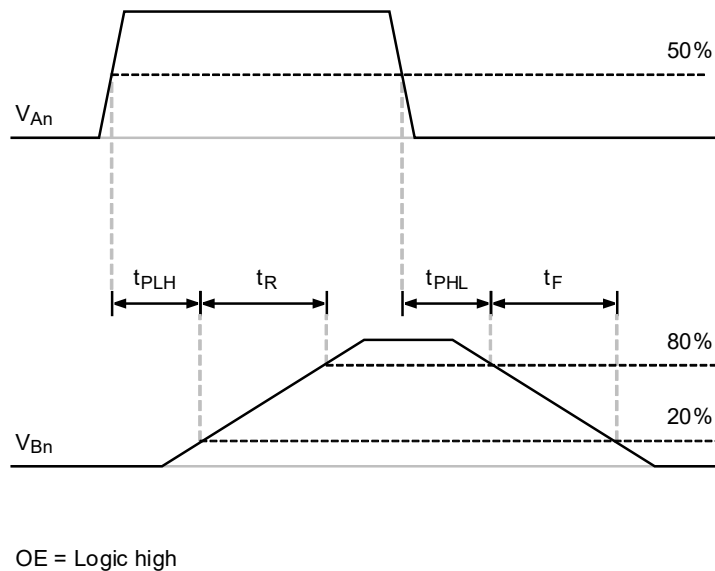 50%
VAn
tPLH
tR
tPHL
tF
80%
20%
VBn
OE = Logic high